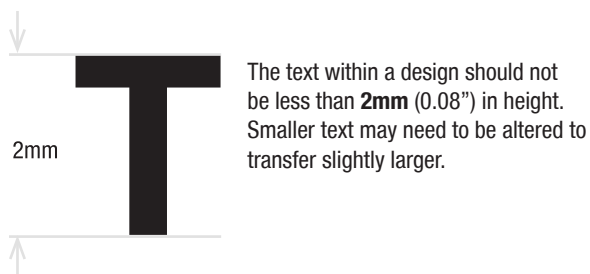 T
2mm
The text within a design should not
be less than 2mm (0.08”) in height.
Smaller text may need to be altered to
transfer slightly larger.